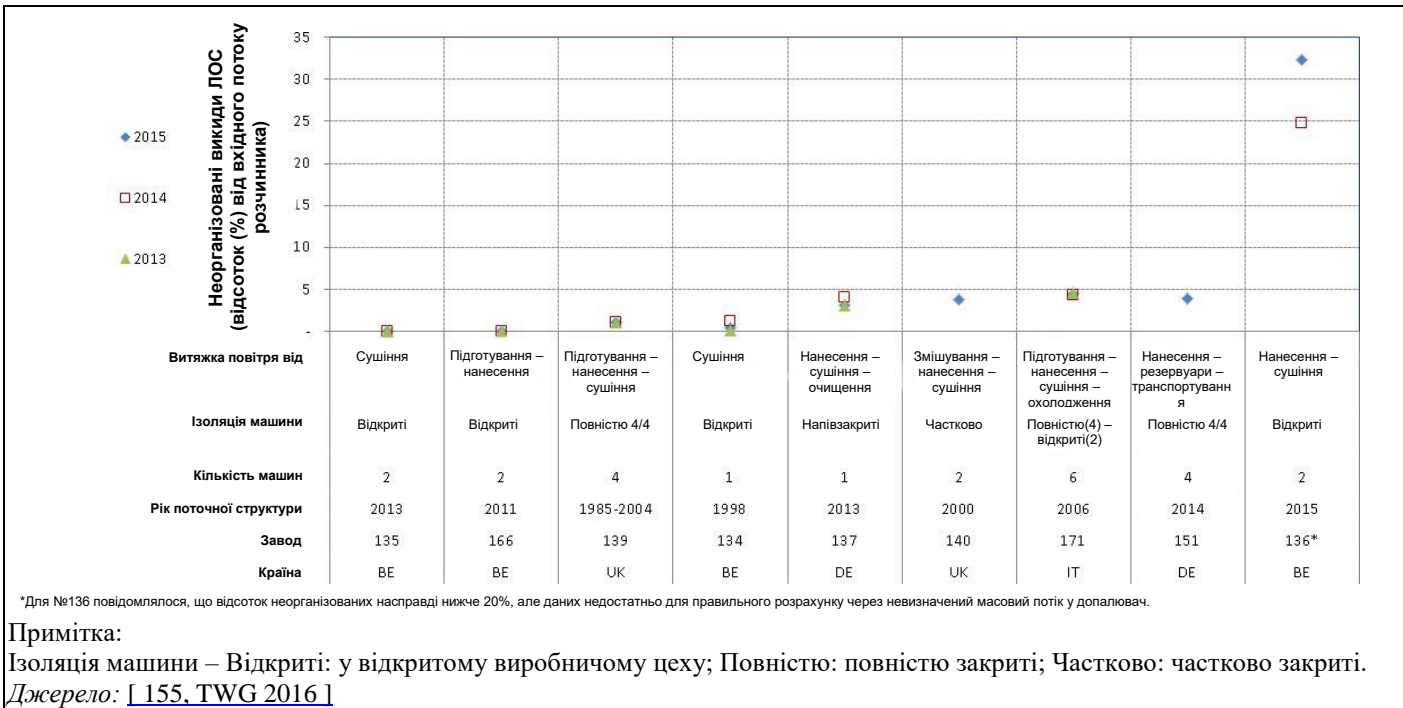 Неорганізовані викиди ЛОС
(відсоток (%) від вхідного потоку
розчинника)
35
30
25
20
15
10
5
-
2015
2014
2013
Витяжка повітря від
Сушіння
Підготування –
нанесення
Підготування –
нанесення –
сушіння
Сушіння
Нанесення –
сушіння –
очищення
Змішування –
нанесення –
сушіння
Підготування –
нанесення –
сушіння –
охолодження
Нанесення –
резервуари –
транспортуванн
я
Нанесення –
сушіння
Ізоляція машини
Відкриті
Відкриті
Повністю 4/4
Відкриті
Напівзакриті
Частково
Повністю(4) –
відкриті(2)
Повністю 4/4
Відкриті
Кількість машин 2 2 4 1 1 2 6 4 2
Рік поточної структури 2013 2011 1985-2004 1998 2013 2000 2006 2014 2015
Завод 135 166 139 134 137 140 171 151 136*
Країна BE BE UK BE DE UK IT DE BE
*Для №136 повідомлялося, що відсоток неорганізованих насправді нижче 20%, але даних недостатньо для правильного розрахунку через невизначений масовий потік у допалювач.
Примітка:
Ізоляція машини – Відкриті: у відкритому виробничому цеху; Повністю: повністю закриті; Частково: частково закриті.
Джерело: [ 155, TWG 2016 ]